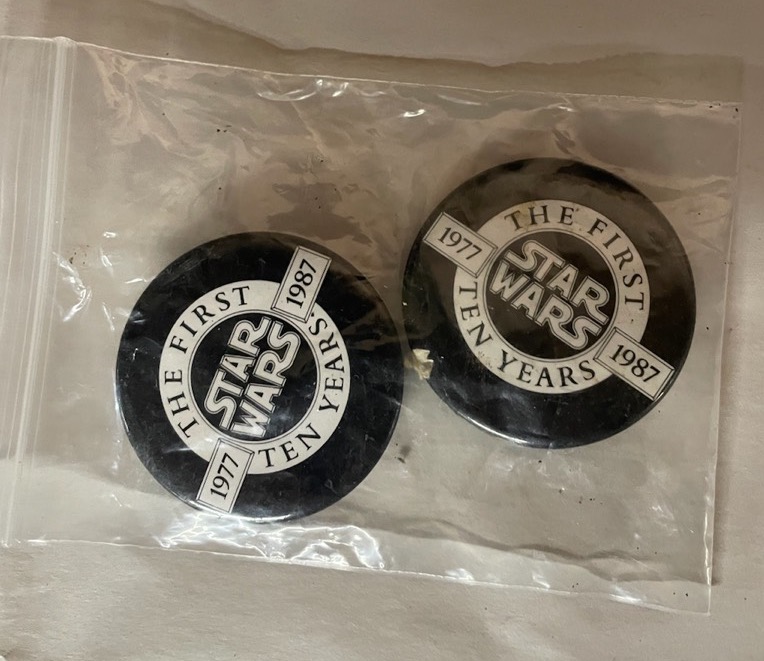 THE FIRST
1987
STAR
WARS
TEN YEARS
1977
THE FIRST
1977
STAR
WARS
1987
TEN YEARS